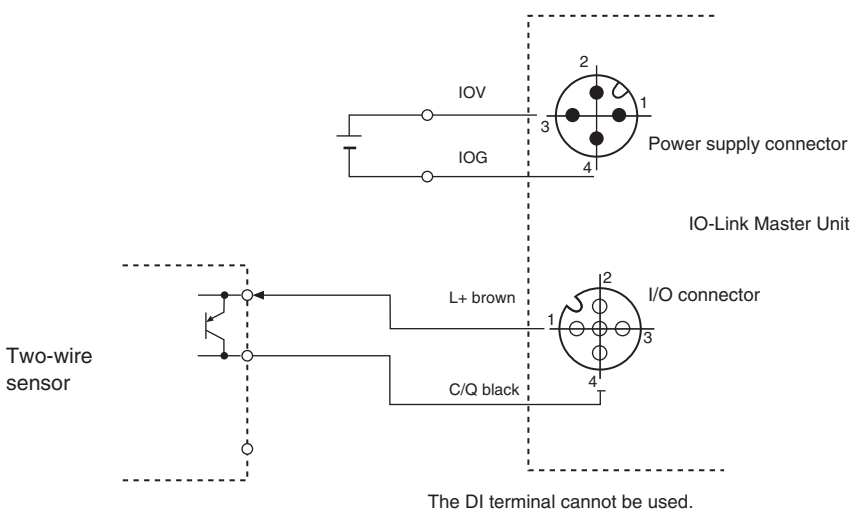 2
IOV
1
3
Power supply connector
IOG
4
IO-Link Master Unit
2
L+ brown
I/O connector
1
3
Two-wire
sensor
4
C/Q black
The DI terminal cannot be used.